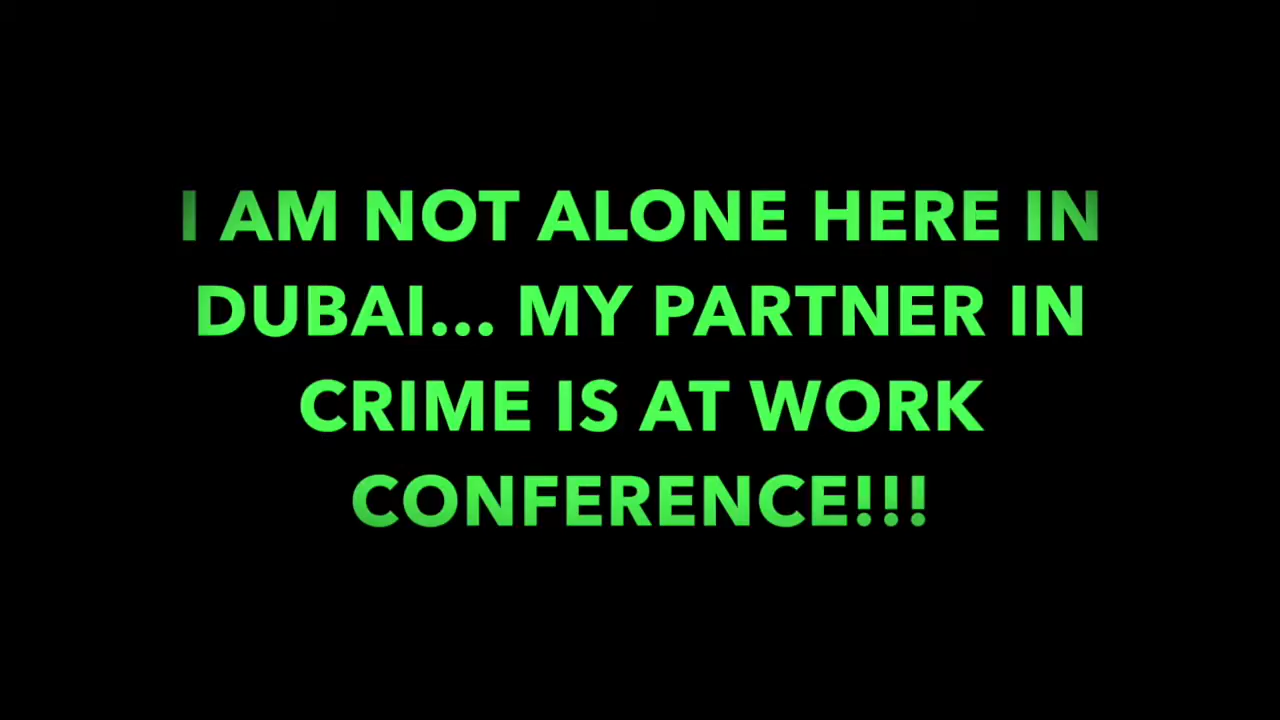 I AM NOT ALONE HERE IN
DUBAI... MY PARTNER IN
CRIME IS AT WORK
CONFERENCE!!!